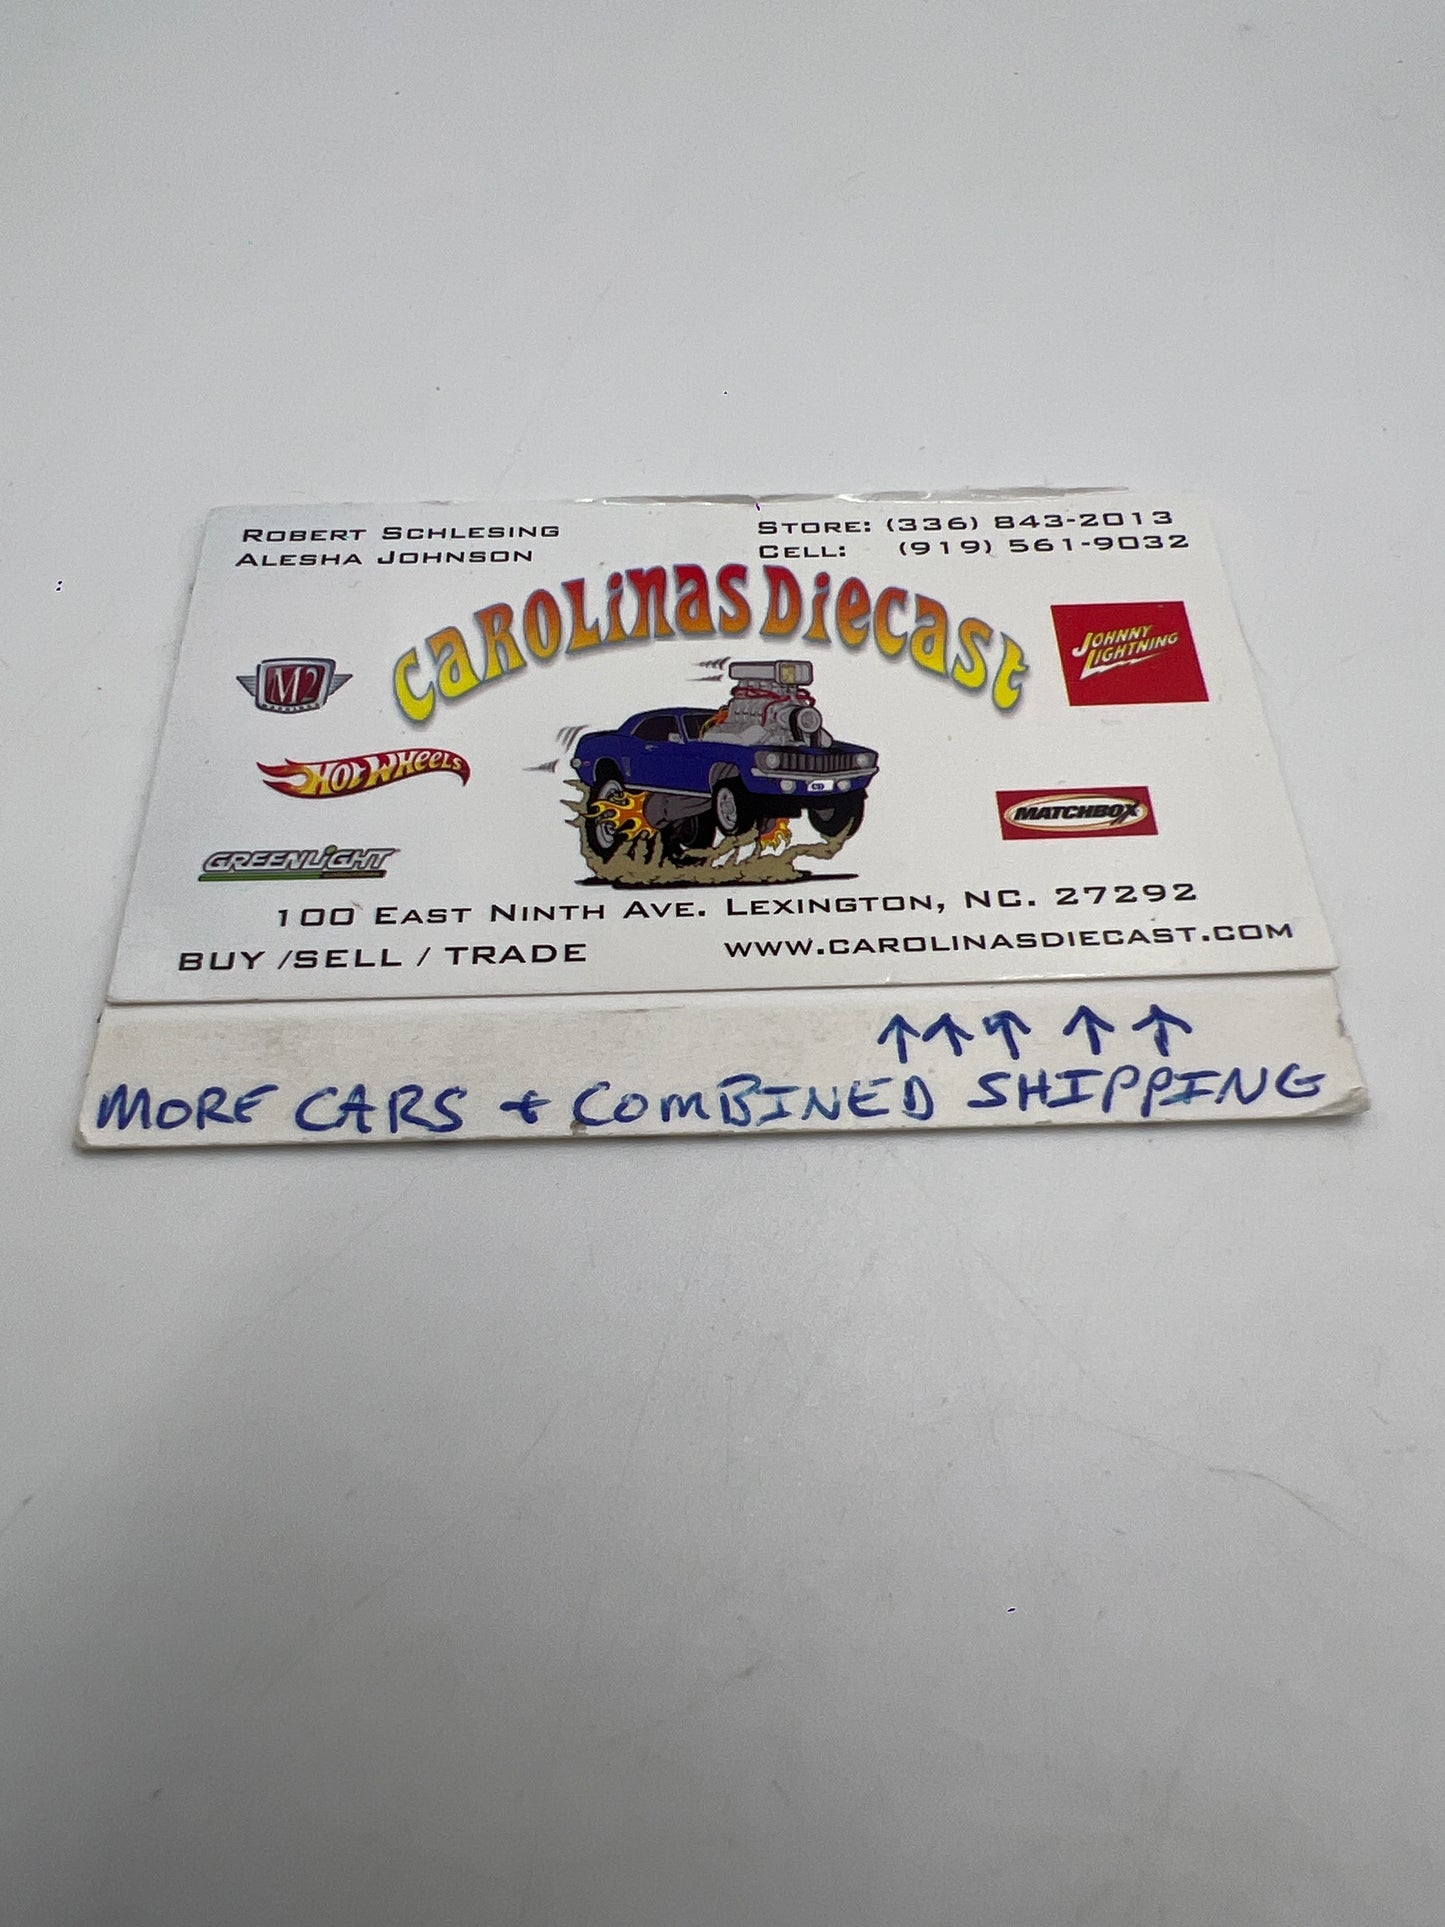 ROBERT SCHLESING
ALESHA JOHNSON
STORE: (336) 843-2013
CELL: (919) 561-9032
CAROLINAS DIECAST
M2
JOHNNY LIGHTNING
HOT WHEELS
MATCHBOX
GREENLIGHT
100 EAST NINTH AVE. LEXINGTON, NC. 27292
BUY /SELL / TRADE
WWW.CAROLINASDIECAST.COM
↑↑↑↑↑
MORE CARS + COMBINED SHIPPING